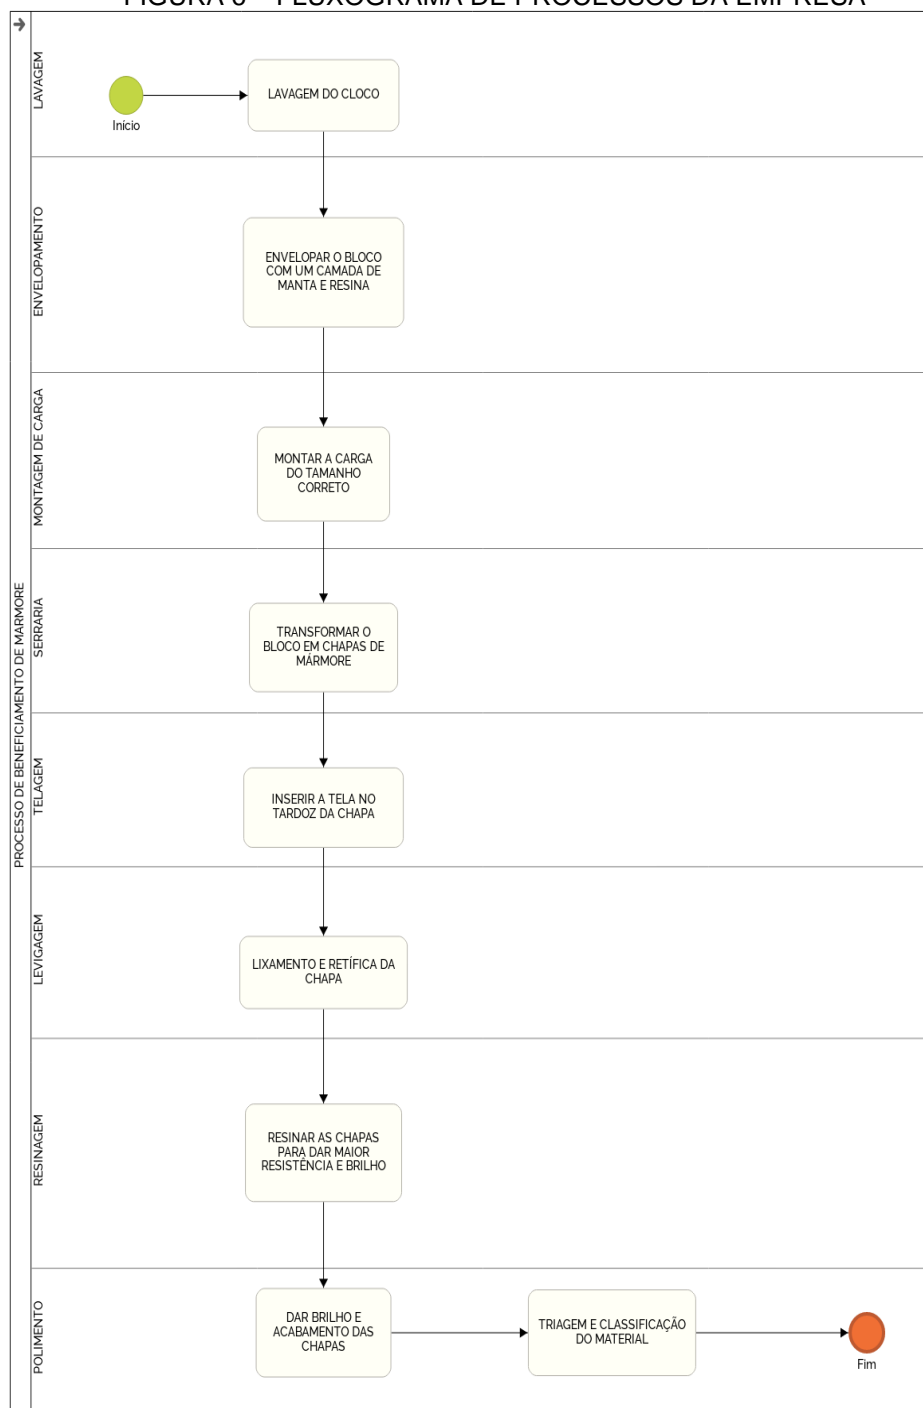 FIGURA 6 – FLUXOGRAMA DE PROCESSOS DA EMPRESA
PROCESSO DE BENEFICIAMENTO DE MARMORE
LAVAGEM
Início
LAVAGEM DO CLOCO
ENVELOPAMENTO
ENVELOPAR O BLOCO
COM UM CAMADA DE
MANTA E RESINA
MONTAGEM DE CARGA
MONTAR A CARGA
DO TAMANHO
CORRETO
SERRARIA
TRANSFORMAR O
BLOCO EM CHAPAS DE
MÁRMORE
TELAGEM
INSERIR A TELA NO
TARDOZ DA CHAPA
LEVIGAGEM
LIXAMENTO E RETÍFICA DA
CHAPA
RESINAGEM
RESINAR AS CHAPAS
PARA DAR MAIOR
RESISTÊNCIA E BRILHO
POLIMENTO
DAR BRILHO E
ACABAMENTO DAS
CHAPAS
TRIAGEM E CLASSIFICAÇÃO
DO MATERIAL
Fim